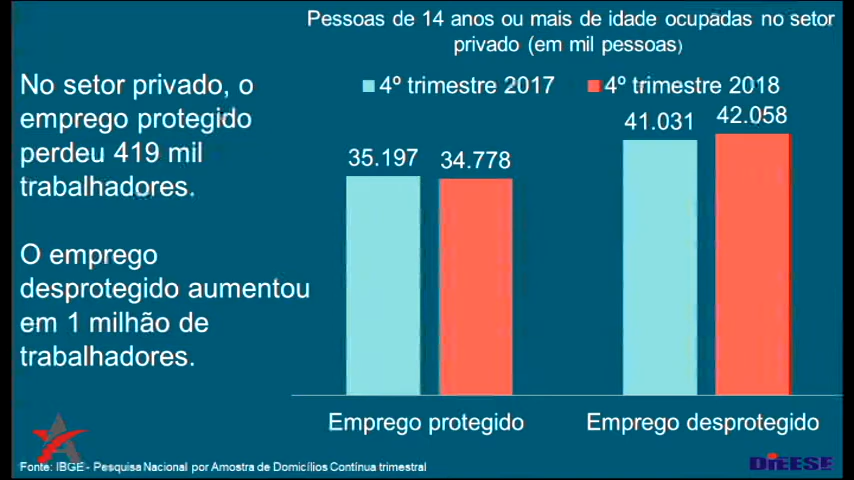 Pessoas de 14 anos ou mais de idade ocupadas no setor
privado (em mil pessoas)
No setor privado, o
emprego protegido
perdeu 419 mil
trabalhadores.
O emprego
desprotegido aumentou
em 1 milhão de
trabalhadores.
4º trimestre 2017 4º trimestre 2018
35.197 34.778 41.031 42.058
Emprego protegido Emprego desprotegido
Fonte: IBGE - Pesquisa Nacional por Amostra de Domicílios Contínua trimestral
DIEESE